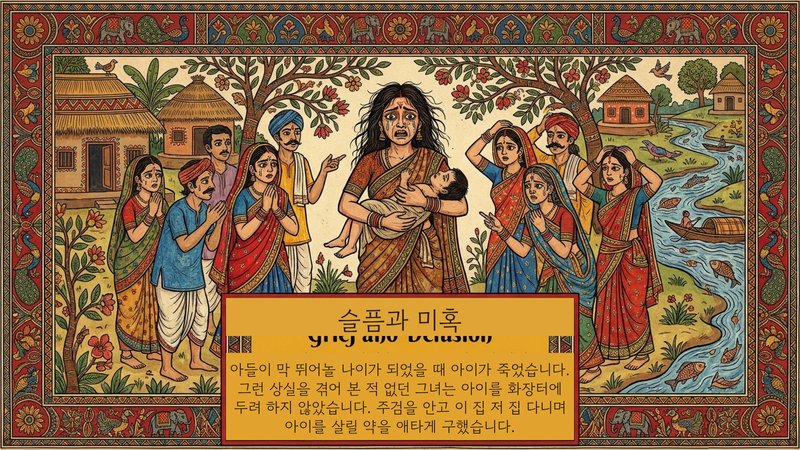 슬픔과 미혹
Grief and Delusion
아들이 막 뛰어놀 나이가 되었을 때 아이가 죽었습니다.
그런 상실을 겪어 본 적 없던 그녀는 아이를 화장터에
두려 하지 않았습니다. 주검을 안고 이 집 저 집 다니며
아이를 살릴 약을 애타게 구했습니다.